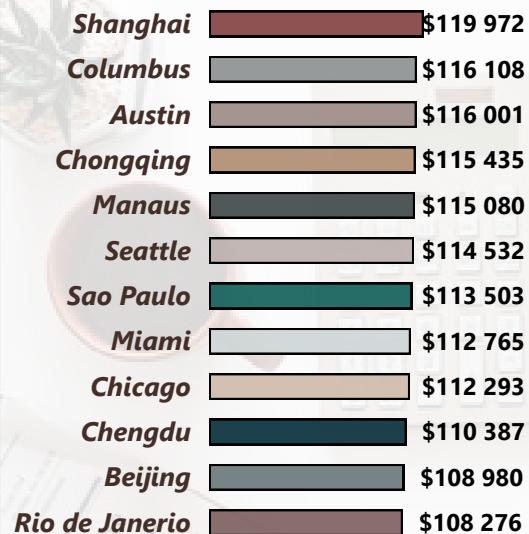 Shanghai $119 972
Columbus $116 108
Austin $116 001
Chongqing $115 435
Manaus $115 080
Seattle $114 532
Sao Paulo $113 503
Miami $112 765
Chicago $112 293
Chengdu $110 387
Beijing $108 980
Rio de Janerio $108 276